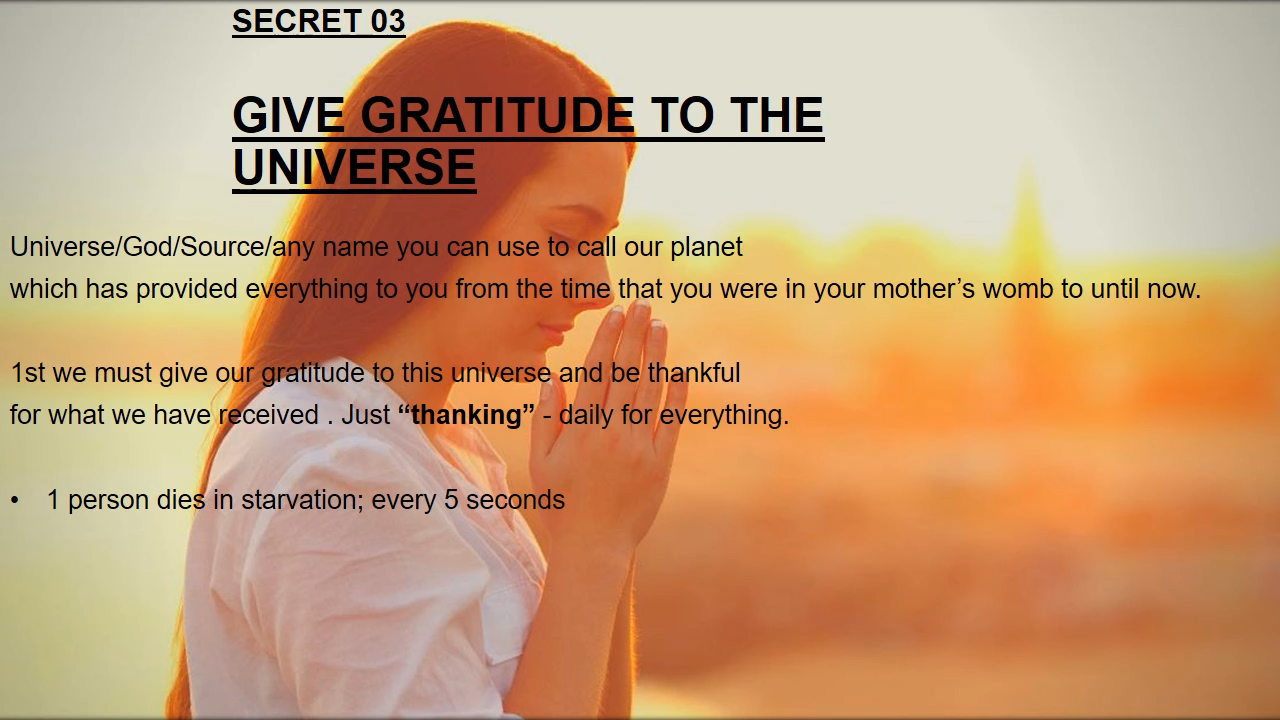 SECRET 03
GIVE GRATITUDE TO THE
UNIVERSE
Universe/God/Source/any name you can use to call our planet
which has provided everything to you from the time that you were in your mother’s womb to until now.
1st we must give our gratitude to this universe and be thankful
for what we have received . Just “thanking” - daily for everything.
• 1 person dies in starvation; every 5 seconds